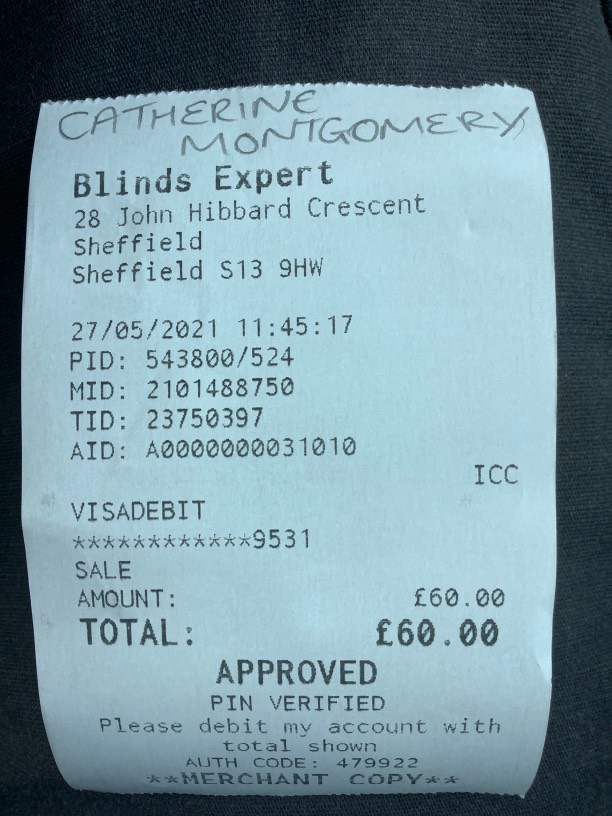 CATHERINE
MONTGOMERY
Blinds Expert
28 John Hibbard Crescent
Sheffield
Sheffield S13 9HW
27/05/2021 11:45:17
PID: 543800/524
MID: 2101488750
TID: 23750397
AID: A0000000031010
ICC
VISADEBIT
************9531
SALE
AMOUNT: £60.00
TOTAL: £60.00
APPROVED
PIN VERIFIED
Please debit my account with
total shown
AUTH CODE: 479922
**MERCHANT COPY**